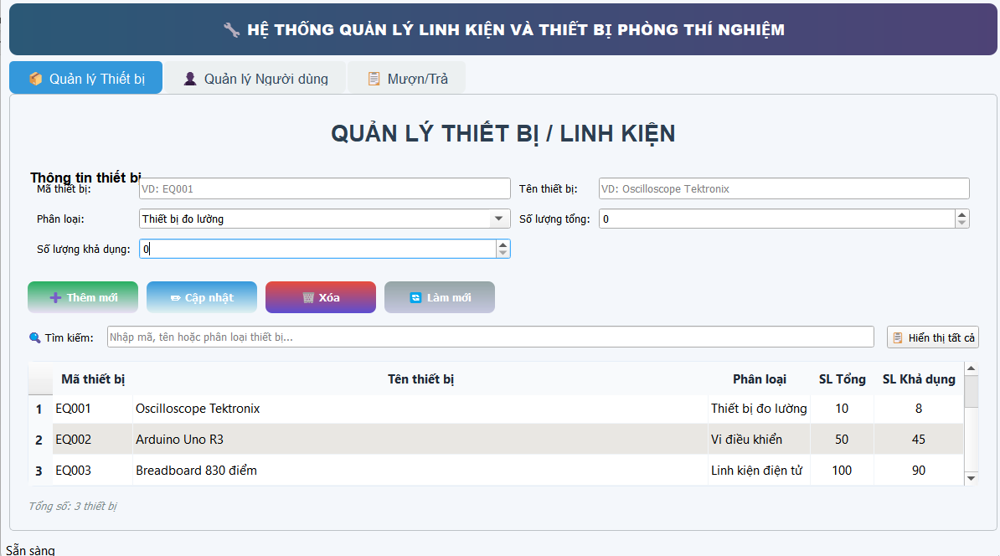 HỆ THỐNG QUẢN LÝ LINH KIỆN VÀ THIẾT BỊ PHÒNG THÍ NGHIỆM
Quản lý Thiết bị Quản lý Người dùng Mượn/Trả
QUẢN LÝ THIẾT BỊ / LINH KIỆN
Thông tin thiết bị
Mã thiết bị: VD: EQ001 Tên thiết bị: VD: Oscilloscope Tektronix
Phân loại: Thiết bị đo lường Số lượng tổng: 0
Số lượng khả dụng: 0
Thêm mới Cập nhật Xóa Làm mới
Tìm kiếm: Nhập mã, tên hoặc phân loại thiết bị... Hiển thị tất cả
Mã thiết bị Tên thiết bị Phân loại SL Tổng SL Khả dụng
1 EQ001 Oscilloscope Tektronix Thiết bị đo lường 10 8
2 EQ002 Arduino Uno R3 Vi điều khiển 50 45
3 EQ003 Breadboard 830 điểm Linh kiện điện tử 100 90
Tổng số: 3 thiết bị
Sẵn sàng